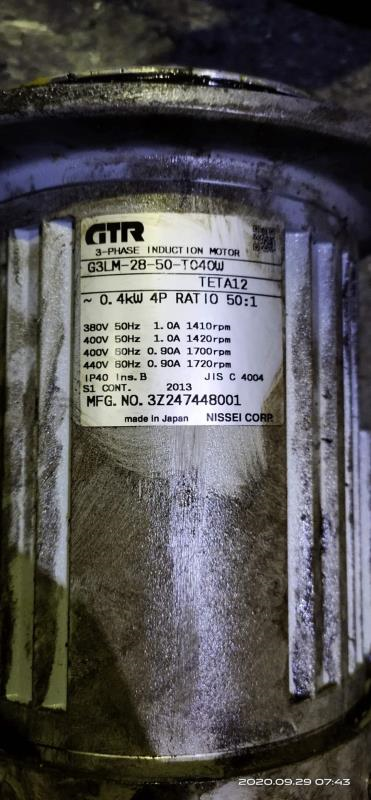 GTR
3-PHASE INDUCTION MOTOR
G3LM-28-50-TC40W
TETA12
~ 0.4kW 4P RATIO 50:1
380V 50Hz 1.0A 1410rpm
400V 50Hz 1.0A 1420rpm
400V 60Hz 0.90A 1700rpm
440V 60Hz 0.90A 1720rpm
IP40 Ins.B JIS C 4004
S1 CONT. 2013
MFG. NO. 3Z247448001
made in Japan NISSEI CORP.
2020.09.29 07:43